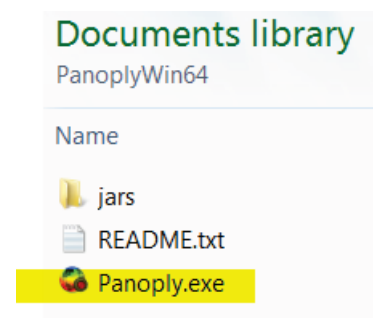 Documents library
PanoplyWin64
Name
jars
README.txt
Panoply.exe